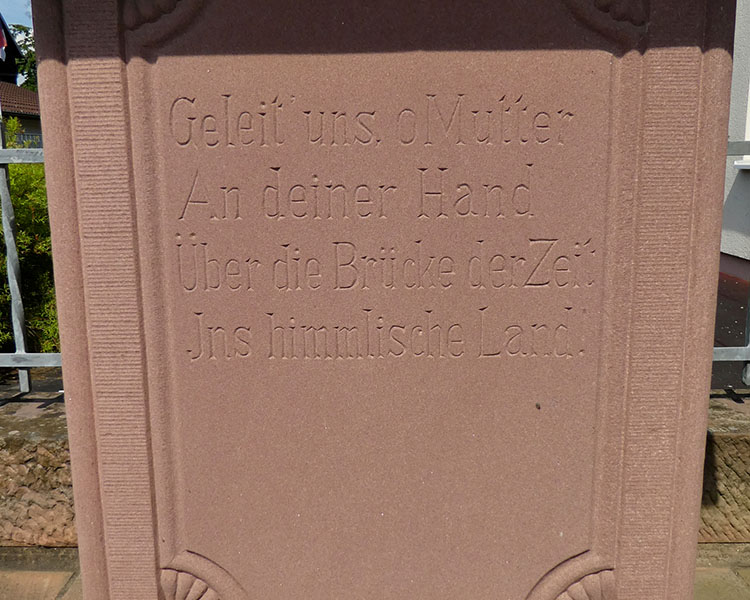 Geleit' uns, o Mutter
An deiner Hand
Über die Brücke der Zeit
Jns himmlische Land.